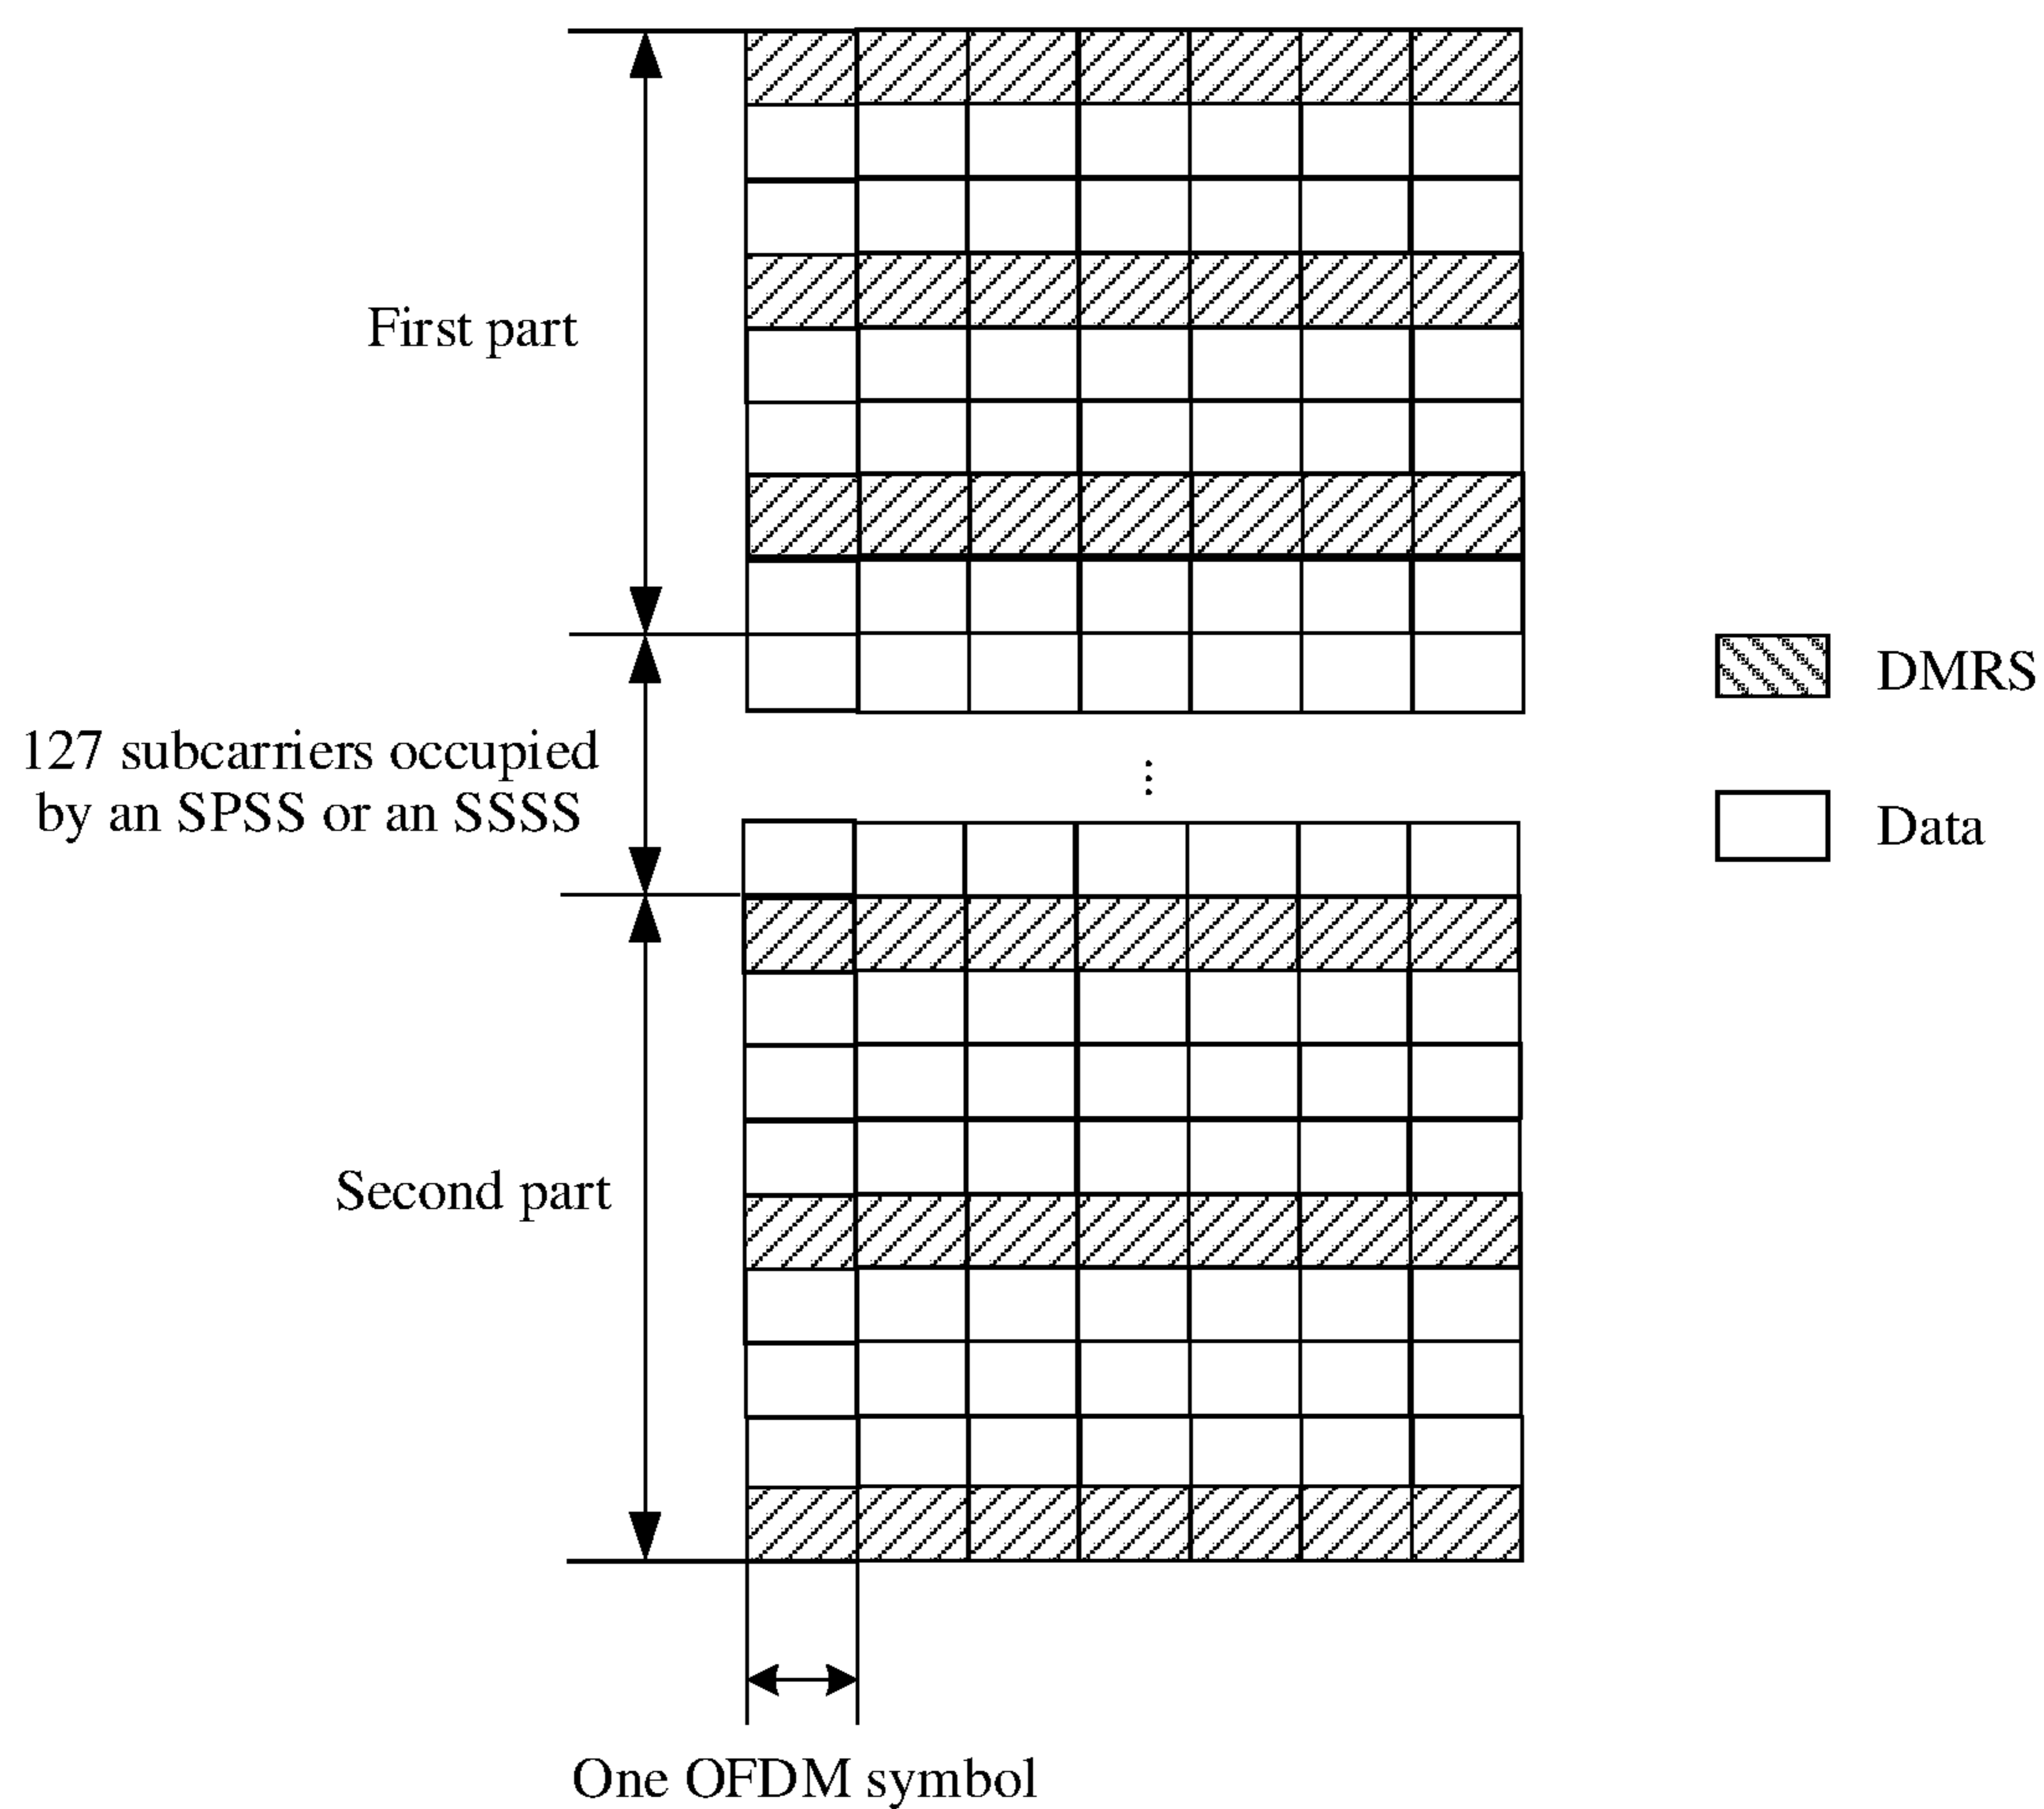 First part
DMRS
127 subcarriers occupied
by an SPSS or an SSSS
⋮
Data
Second part
One OFDM symbol